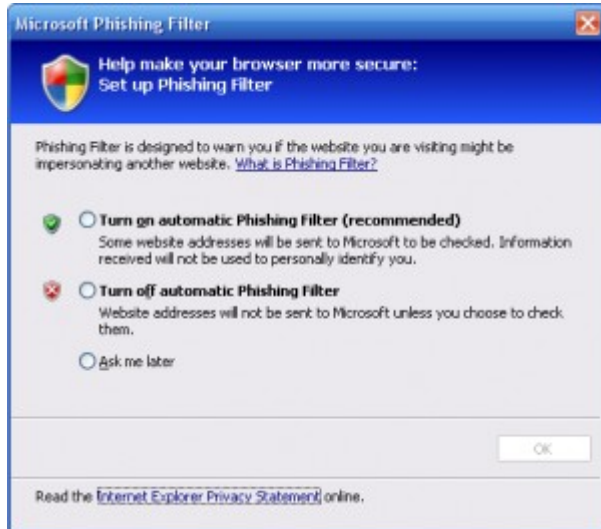 Microsoft Phishing Filter
Help make your browser more secure:
Set up Phishing Filter
Phishing Filter is designed to warn you if the website you are visiting might be
impersonating another website. What is Phishing Filter?
Turn on automatic Phishing Filter (recommended)
Some website addresses will be sent to Microsoft to be checked. Information
received will not be used to personally identify you.
Turn off automatic Phishing Filter
Website addresses will not be sent to Microsoft unless you choose to check
them.
Ask me later
OK
Read the Internet Explorer Privacy Statement online.